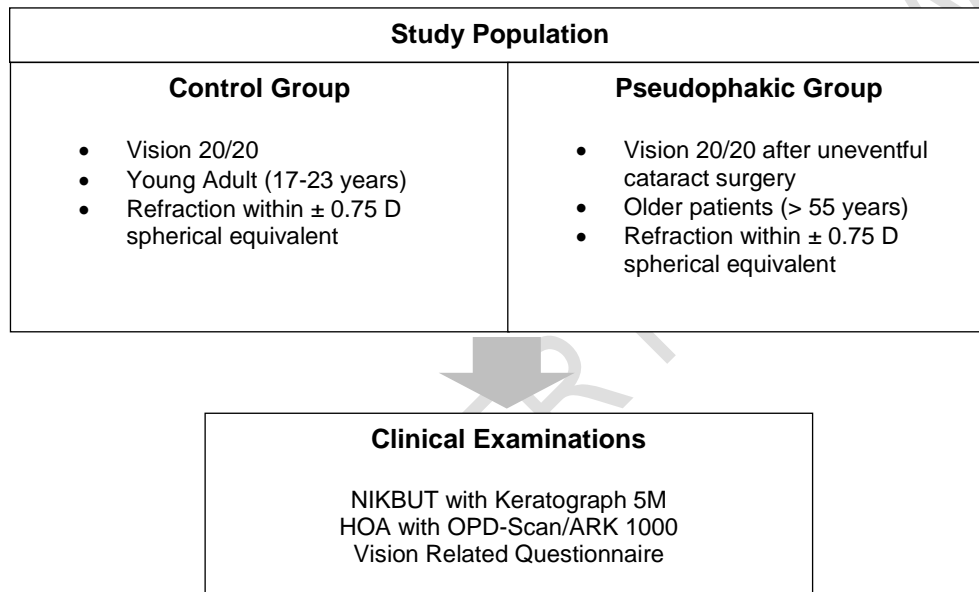 Study Population
Control Group
• Vision 20/20
• Young Adult (17-23 years)
• Refraction within ± 0.75 D
spherical equivalent
Pseudophakic Group
• Vision 20/20 after uneventful
cataract surgery
• Older patients (> 55 years)
• Refraction within ± 0.75 D
spherical equivalent
Clinical Examinations
NIKBUT with Keratograph 5M
HOA with OPD-Scan/ARK 1000
Vision Related Questionnaire